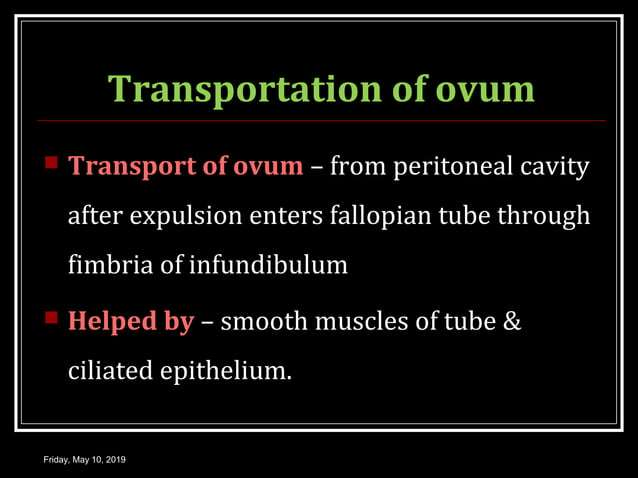 Transportation of ovum
Transport of ovum – from peritoneal cavity
after expulsion enters fallopian tube through
fimbria of infundibulum
Helped by – smooth muscles of tube &
ciliated epithelium.
Friday, May 10, 2019